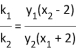 k₁/k₂ = y₁(x₂ - 2)/y₂(x₁ + 2)